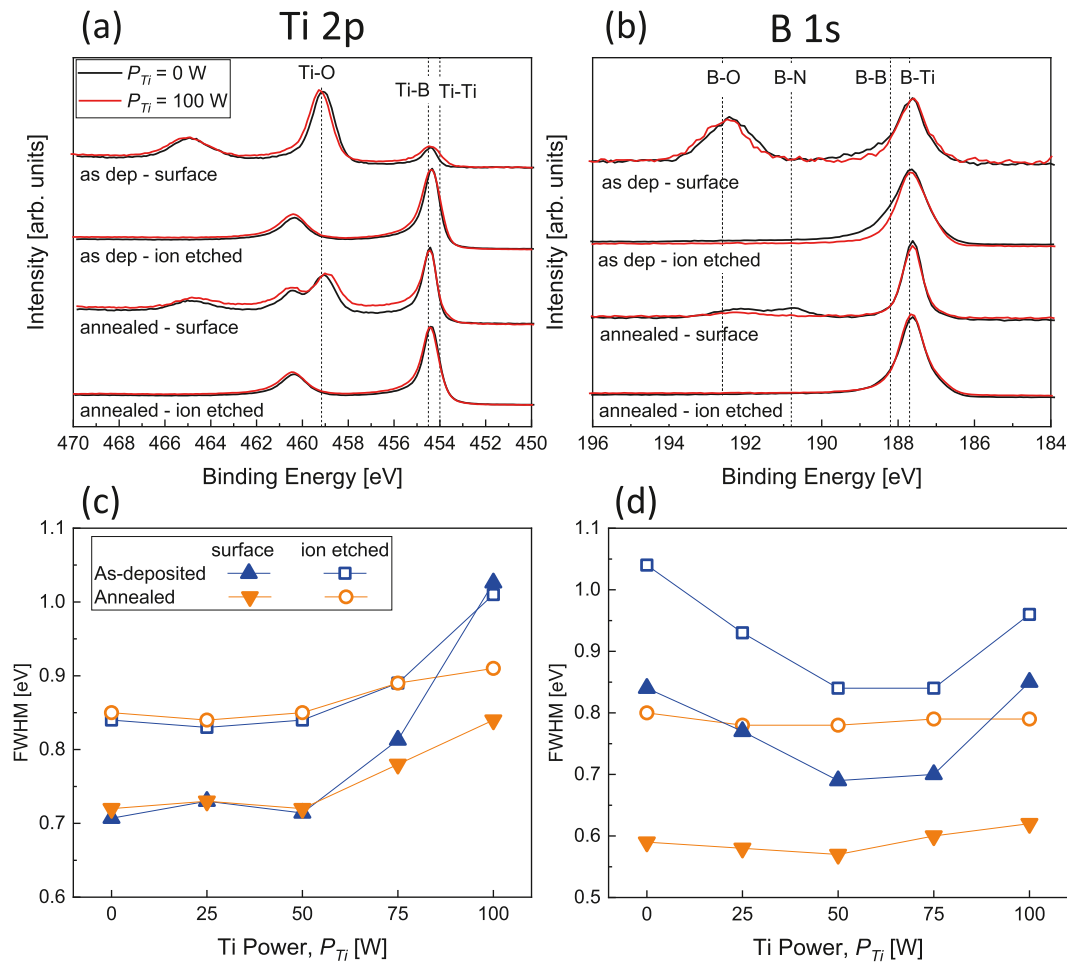 (a) Ti 2p
P_Ti = 0 W
P_Ti = 100 W
Ti-O
Ti-B
Ti-Ti
as dep - surface
as dep - ion etched
annealed - surface
annealed - ion etched
Intensity [arb. units]
470 468 466 464 462 460 458 456 454 452 450
Binding Energy [eV]
(b) B 1s
B-O
B-N
B-B
B-Ti
as dep - surface
as dep - ion etched
annealed - surface
annealed - ion etched
Intensity [arb. units]
196 194 192 190 188 186 184
Binding Energy [eV]
(c)
surface ion etched
As-deposited
Annealed
1.1
1.0
0.9
0.8
0.7
0.6
FWHM [eV]
0 25 50 75 100
Ti Power, P_Ti [W]
(d)
1.1
1.0
0.9
0.8
0.7
0.6
0.5
FWHM [eV]
0 25 50 75 100
Ti Power, P_Ti [W]